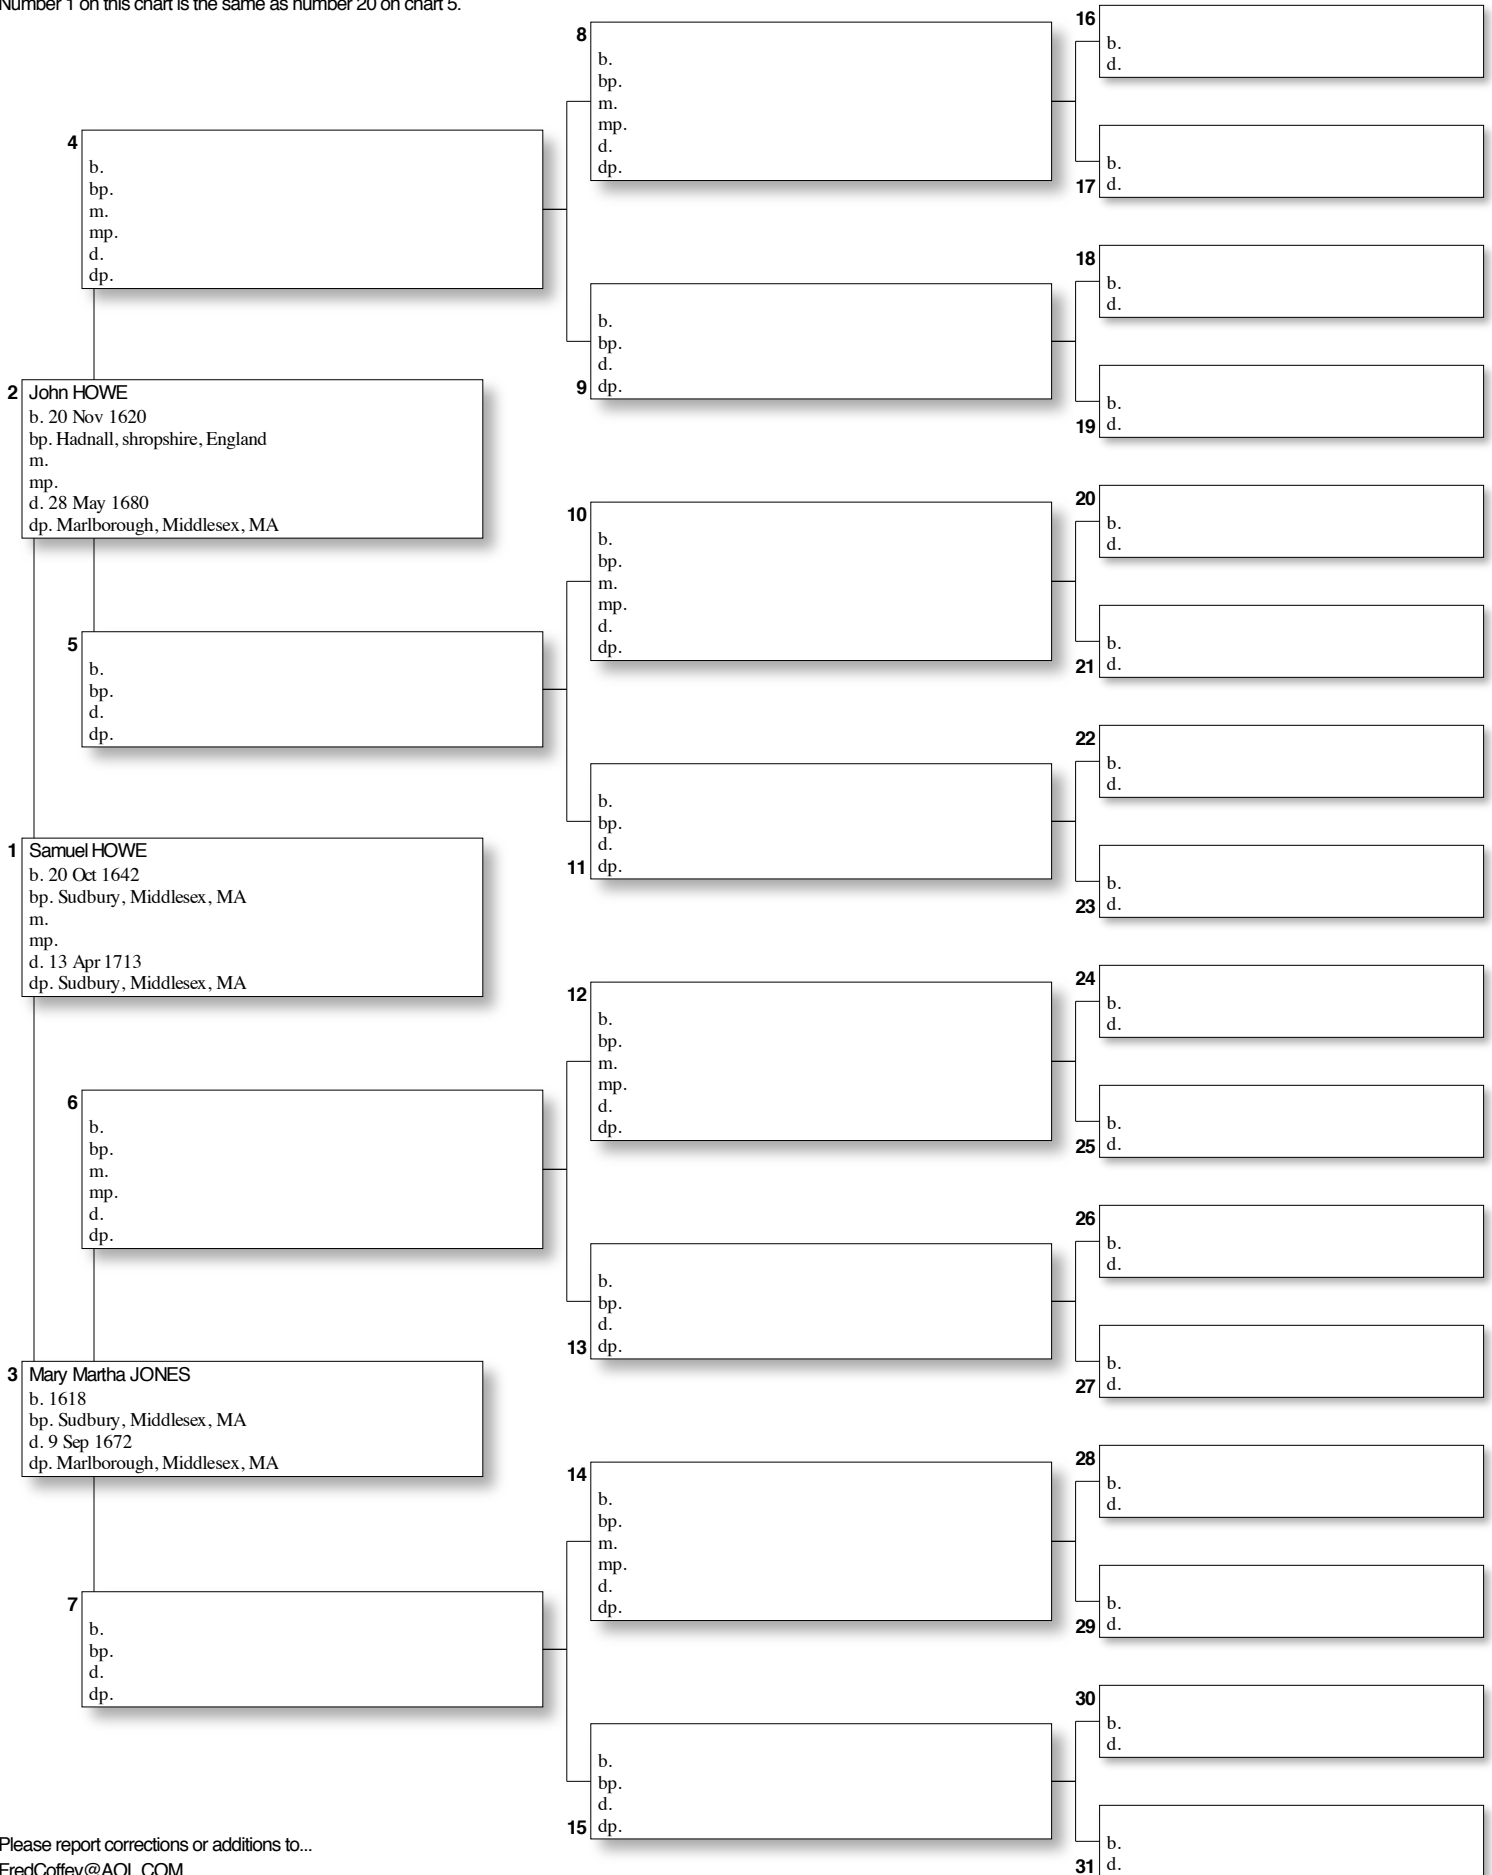 Number 1 on this chart is the same as number 20 on chart 5.
1 Samuel HOWE
b. 20 Oct 1642
bp. Sudbury, Middlesex, MA
m.
mp.
d. 13 Apr 1713
dp. Sudbury, Middlesex, MA
2 John HOWE
b. 20 Nov 1620
bp. Hadnall, shropshire, England
m.
mp.
d. 28 May 1680
dp. Marlborough, Middlesex, MA
3 Mary Martha JONES
b. 1618
bp. Sudbury, Middlesex, MA
d. 9 Sep 1672
dp. Marlborough, Middlesex, MA
4
b.
bp.
m.
mp.
d.
dp.
5
b.
bp.
d.
dp.
6
b.
bp.
m.
mp.
d.
dp.
7
b.
bp.
d.
dp.
8
b.
bp.
m.
mp.
d.
dp.
b.
bp.
d.
9 dp.
10
b.
bp.
m.
mp.
d.
dp.
b.
bp.
d.
11 dp.
12
b.
bp.
m.
mp.
d.
dp.
b.
bp.
d.
13 dp.
14
b.
bp.
m.
mp.
d.
dp.
b.
bp.
d.
15 dp.
16
b.
d.
b.
17 d.
18
b.
d.
b.
19 d.
20
b.
d.
b.
21 d.
22
b.
d.
b.
23 d.
24
b.
d.
b.
25 d.
26
b.
d.
b.
27 d.
28
b.
d.
b.
29 d.
30
b.
d.
b.
31 d.
Please report corrections or additions to...
FredCoffey@AOL.COM